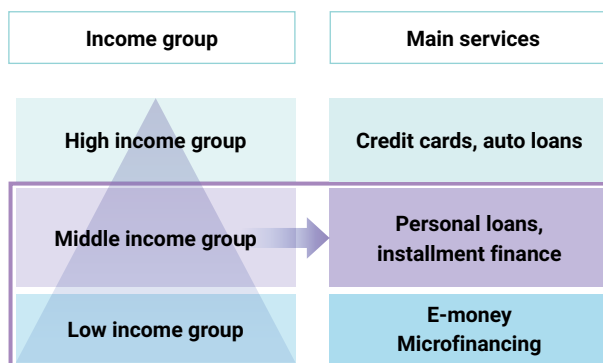 Income group
Main services
High income group
Credit cards, auto loans
Middle income group
Personal loans,
installment finance
Low income group
E-money
Microfinancing